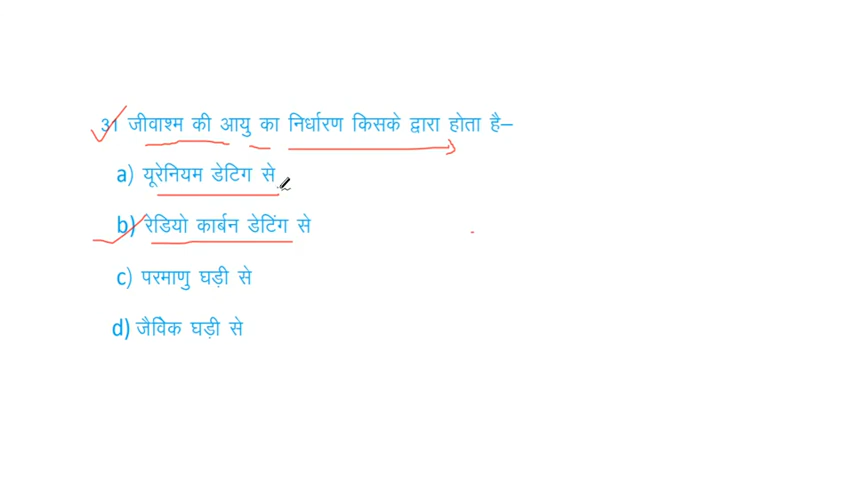 31 जीवाश्म की आयु का निर्धारण किसके द्वारा होता है–
a) यूरेनियम डेटिग से
b) रेडियो कार्बन डेटिंग से
c) परमाणु घड़ी से
d) जैविेक घड़ी से